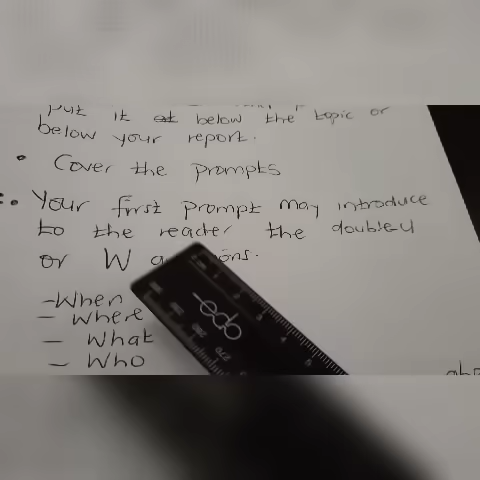 put it at below the topic or
below your report.
• Cover the prompts
: • Your first prompt may introduce
to the reader the doubleU
or W
-When
- Where
- What
- Who